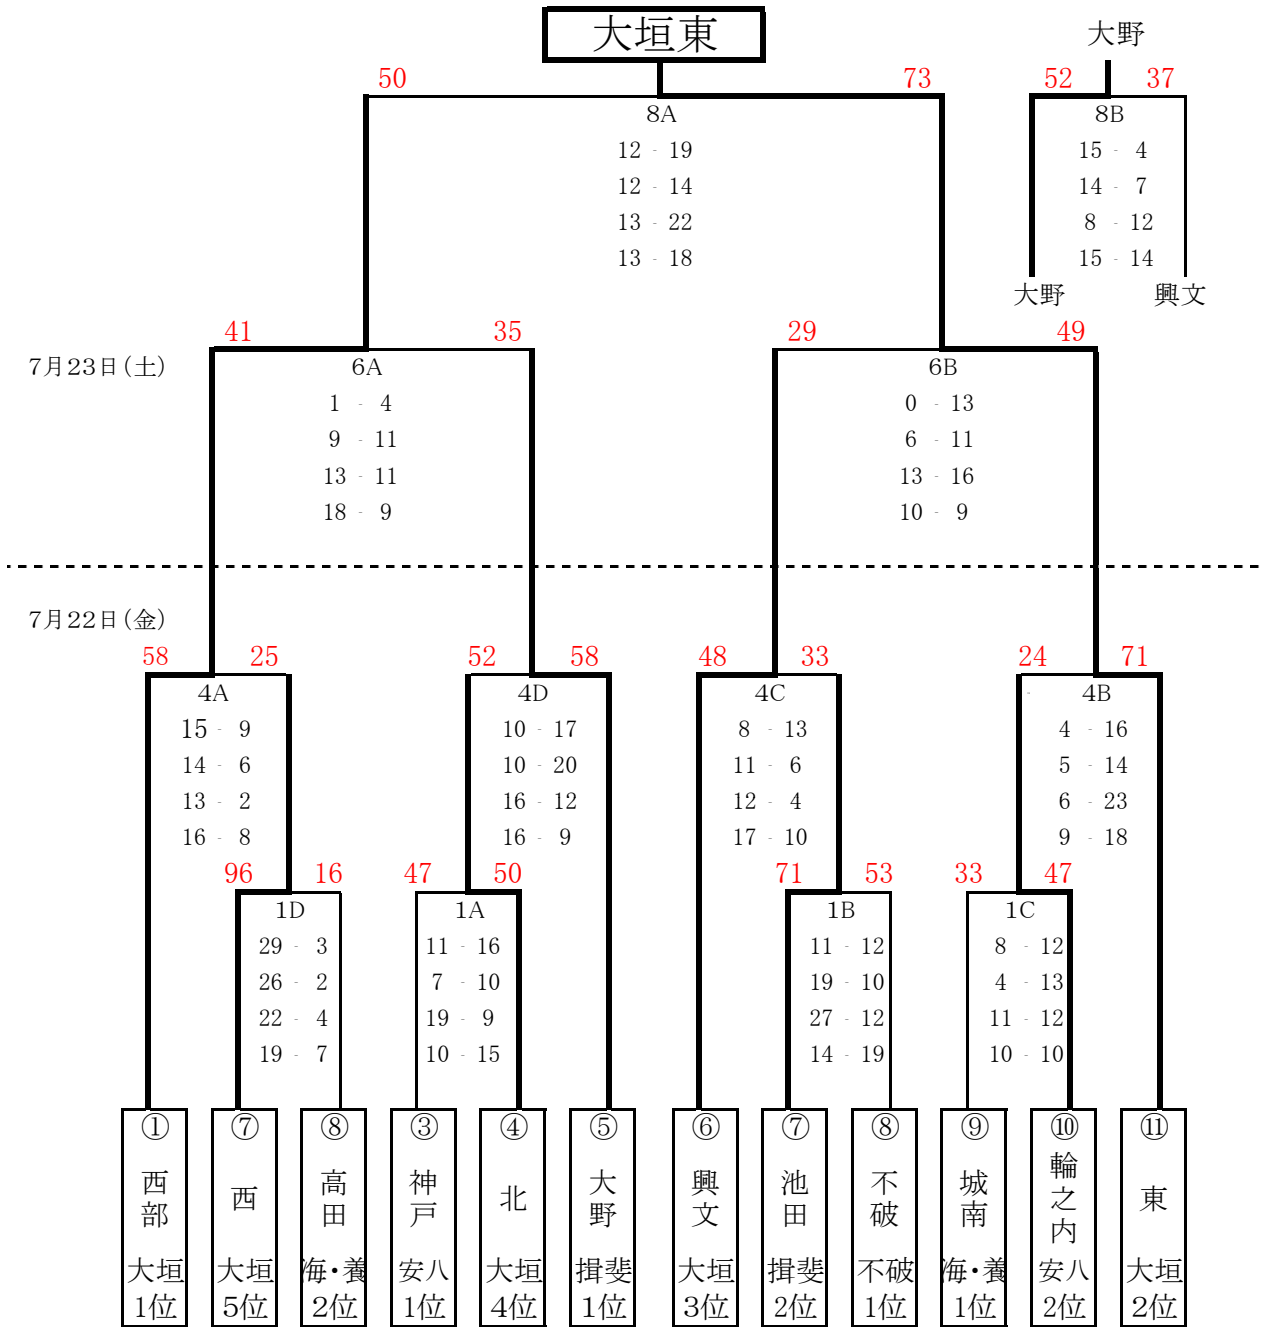 大垣東
大野
50 73
52 37
8A
12 - 19
12 - 14
13 - 22
13 - 18
8B
15 - 4
14 - 7
8 - 12
15 - 14
大野 興文
7月23日(土)
41 35
6A
1 - 4
9 - 11
13 - 11
18 - 9
29 49
6B
0 - 13
6 - 11
13 - 16
10 - 9
7月22日(金)
58 25
4A
15 - 9
14 - 6
13 - 2
16 - 8
52 58
4D
10 - 17
10 - 20
16 - 12
16 - 9
48 33
4C
8 - 13
11 - 6
12 - 4
17 - 10
24 71
- 4B
4 - 16
5 - 14
6 - 23
9 - 18
96 16
1D
29 - 3
26 - 2
22 - 4
19 - 7
47 50
1A
11 - 16
7 - 10
19 - 9
10 - 15
71 53
1B
11 - 12
19 - 10
27 - 12
14 - 19
33 47
1C
8 - 12
4 - 13
11 - 12
10 - 10
①
西部
大垣
1位
⑦
西
大垣
5位
⑧
高田
海・養
2位
③
神戸
安八
1位
④
北
大垣
4位
⑤
大野
揖斐
1位
⑥
興文
大垣
3位
⑦
池田
揖斐
2位
⑧
不破
不破
1位
⑨
城南
海・養
1位
⑩
輪之内
安八
2位
⑪
東
大垣
2位